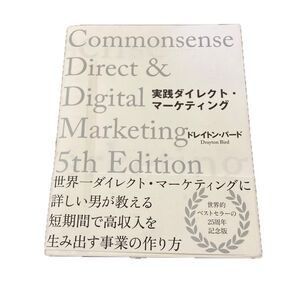 Commonsense
Direct &
Digital
Marketing
5th Edition
実践ダイレクト・
マーケティング
ドレイトン・バード
Drayton Bird
世界一ダイレクト・マーケティングに
詳しい男が教える
短期間で高収入を
生み出す事業の作り方
世界的
ベストセラーの
25周年
記念版